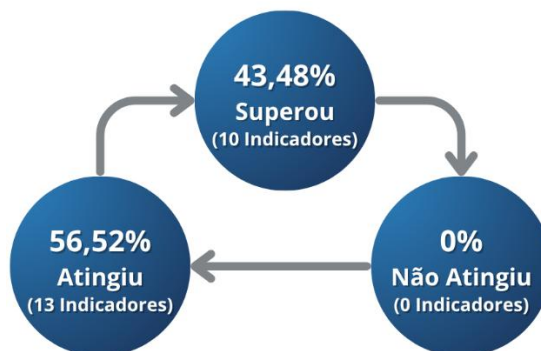 43,48%
Superou
(10 Indicadores)
56,52%
Atingiu
(13 Indicadores)
0%
Não Atingiu
(0 Indicadores)